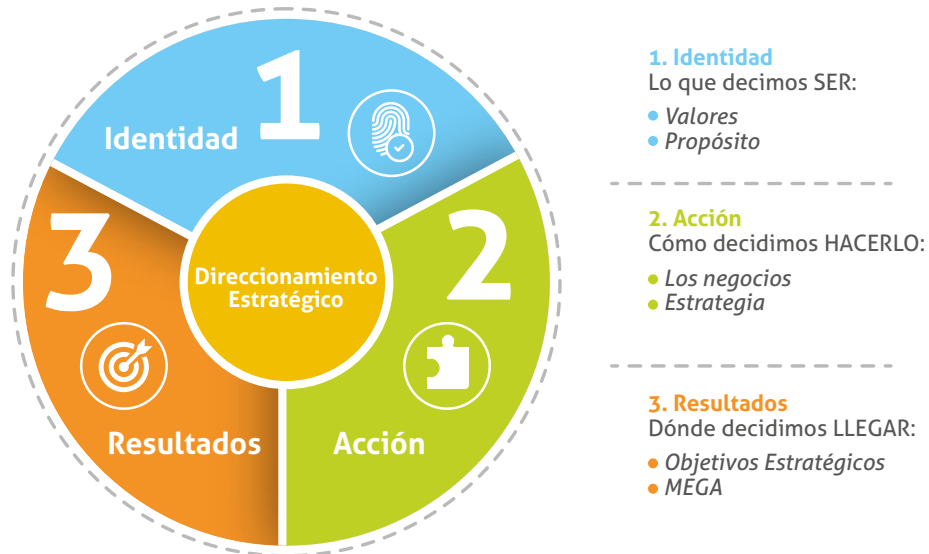 1
Identidad
2
Acción
3
Resultados
Direccionamiento
Estratégico
1. Identidad
Lo que decimos SER:
• Valores
• Propósito
2. Acción
Cómo decidimos HACERLO:
• Los negocios
• Estrategia
3. Resultados
Dónde decidimos LLEGAR:
• Objetivos Estratégicos
• MEGA